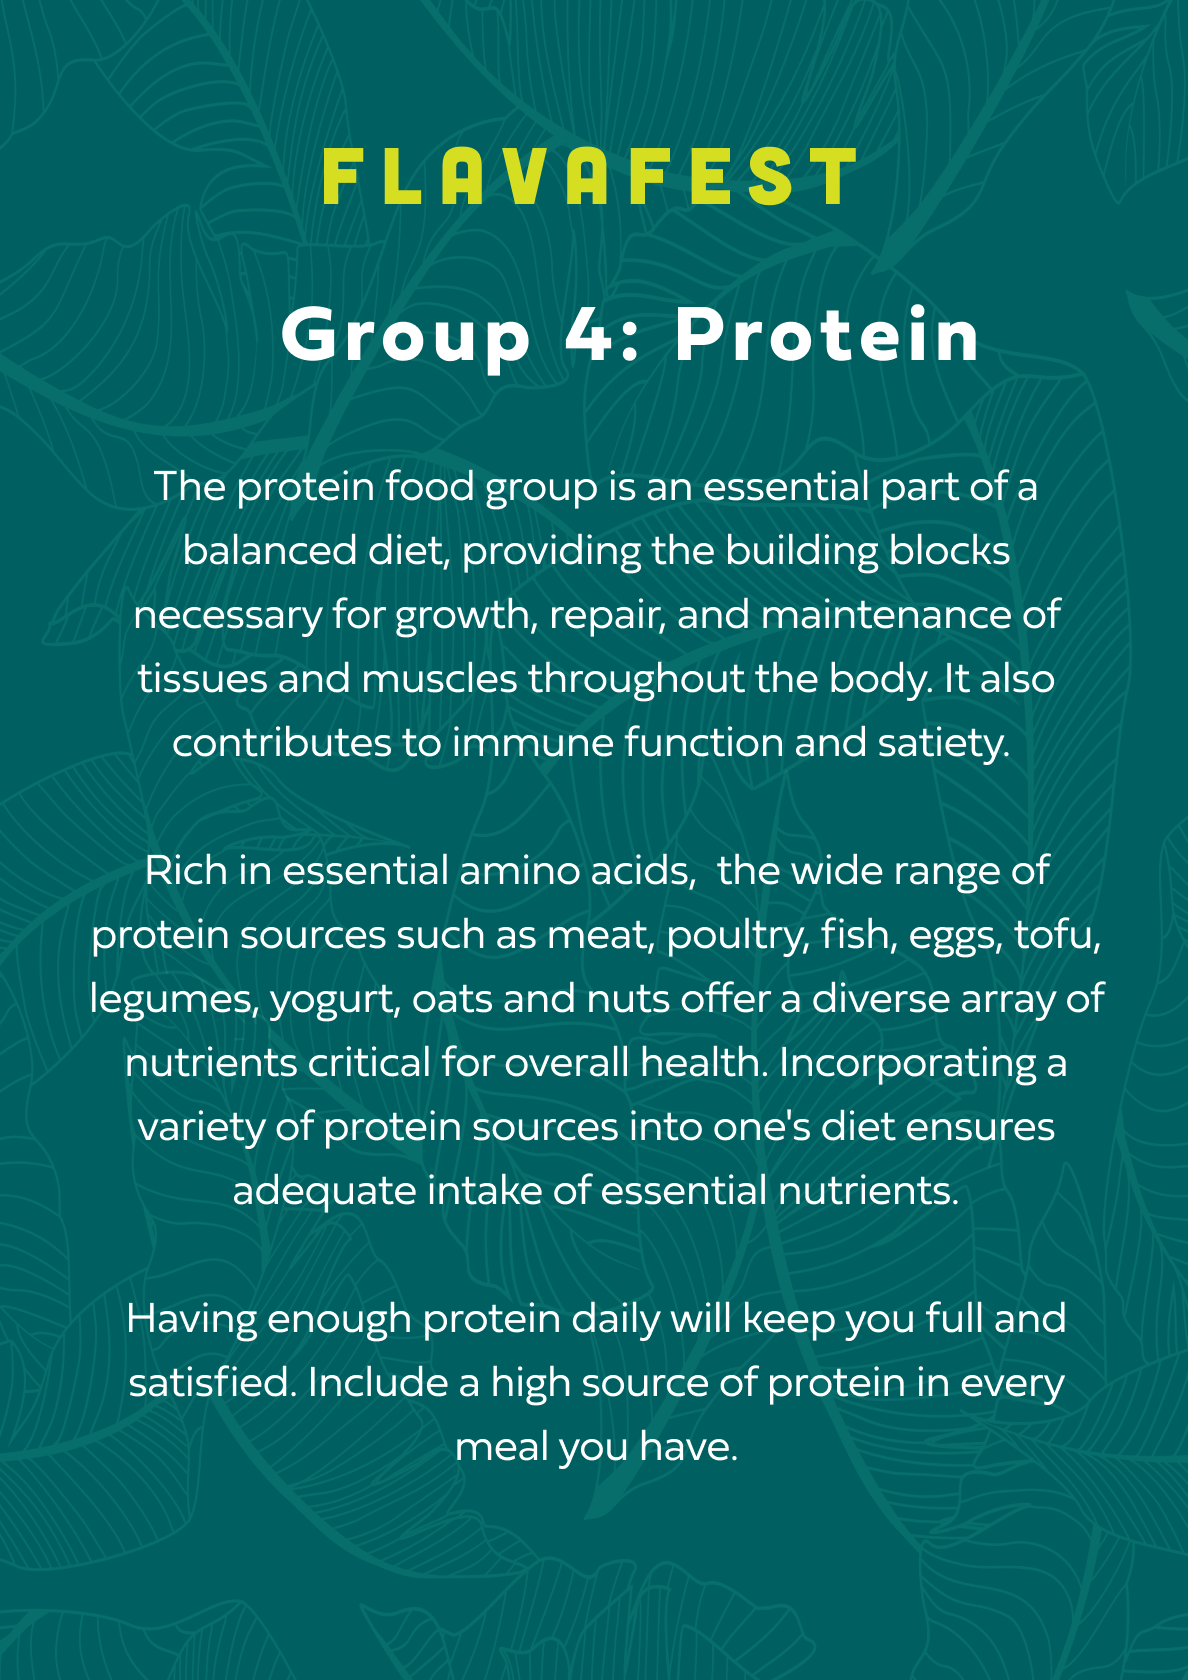 FLAVAFEST
Group 4: Protein
The protein food group is an essential part of a
balanced diet, providing the building blocks
necessary for growth, repair, and maintenance of
tissues and muscles throughout the body. It also
contributes to immune function and satiety.
Rich in essential amino acids,  the wide range of
protein sources such as meat, poultry, fish, eggs, tofu,
legumes, yogurt, oats and nuts offer a diverse array of
nutrients critical for overall health. Incorporating a
variety of protein sources into one's diet ensures
adequate intake of essential nutrients.
Having enough protein daily will keep you full and
satisfied. Include a high source of protein in every
meal you have.